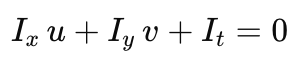 I_x u + I_y v + I_t = 0